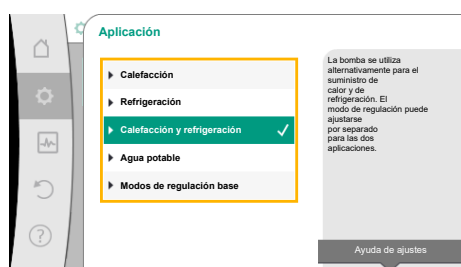 Aplicación
Calefacción
Refrigeración
Calefacción y refrigeración
Agua potable
Modos de regulación base
La bomba se utiliza
alternativamente para el
suministro de
calor y de
refrigeración. El
modo de regulación puede
ajustarse
por separado
para las dos
aplicaciones.
Ayuda de ajustes